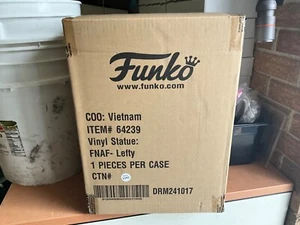 Funko
www.funko.com
COO: Vietnam
ITEM# 64239
Vinyl Statue:
FNAF- Lefty
1 PIECES PER CASE
CTN#
DRM241017